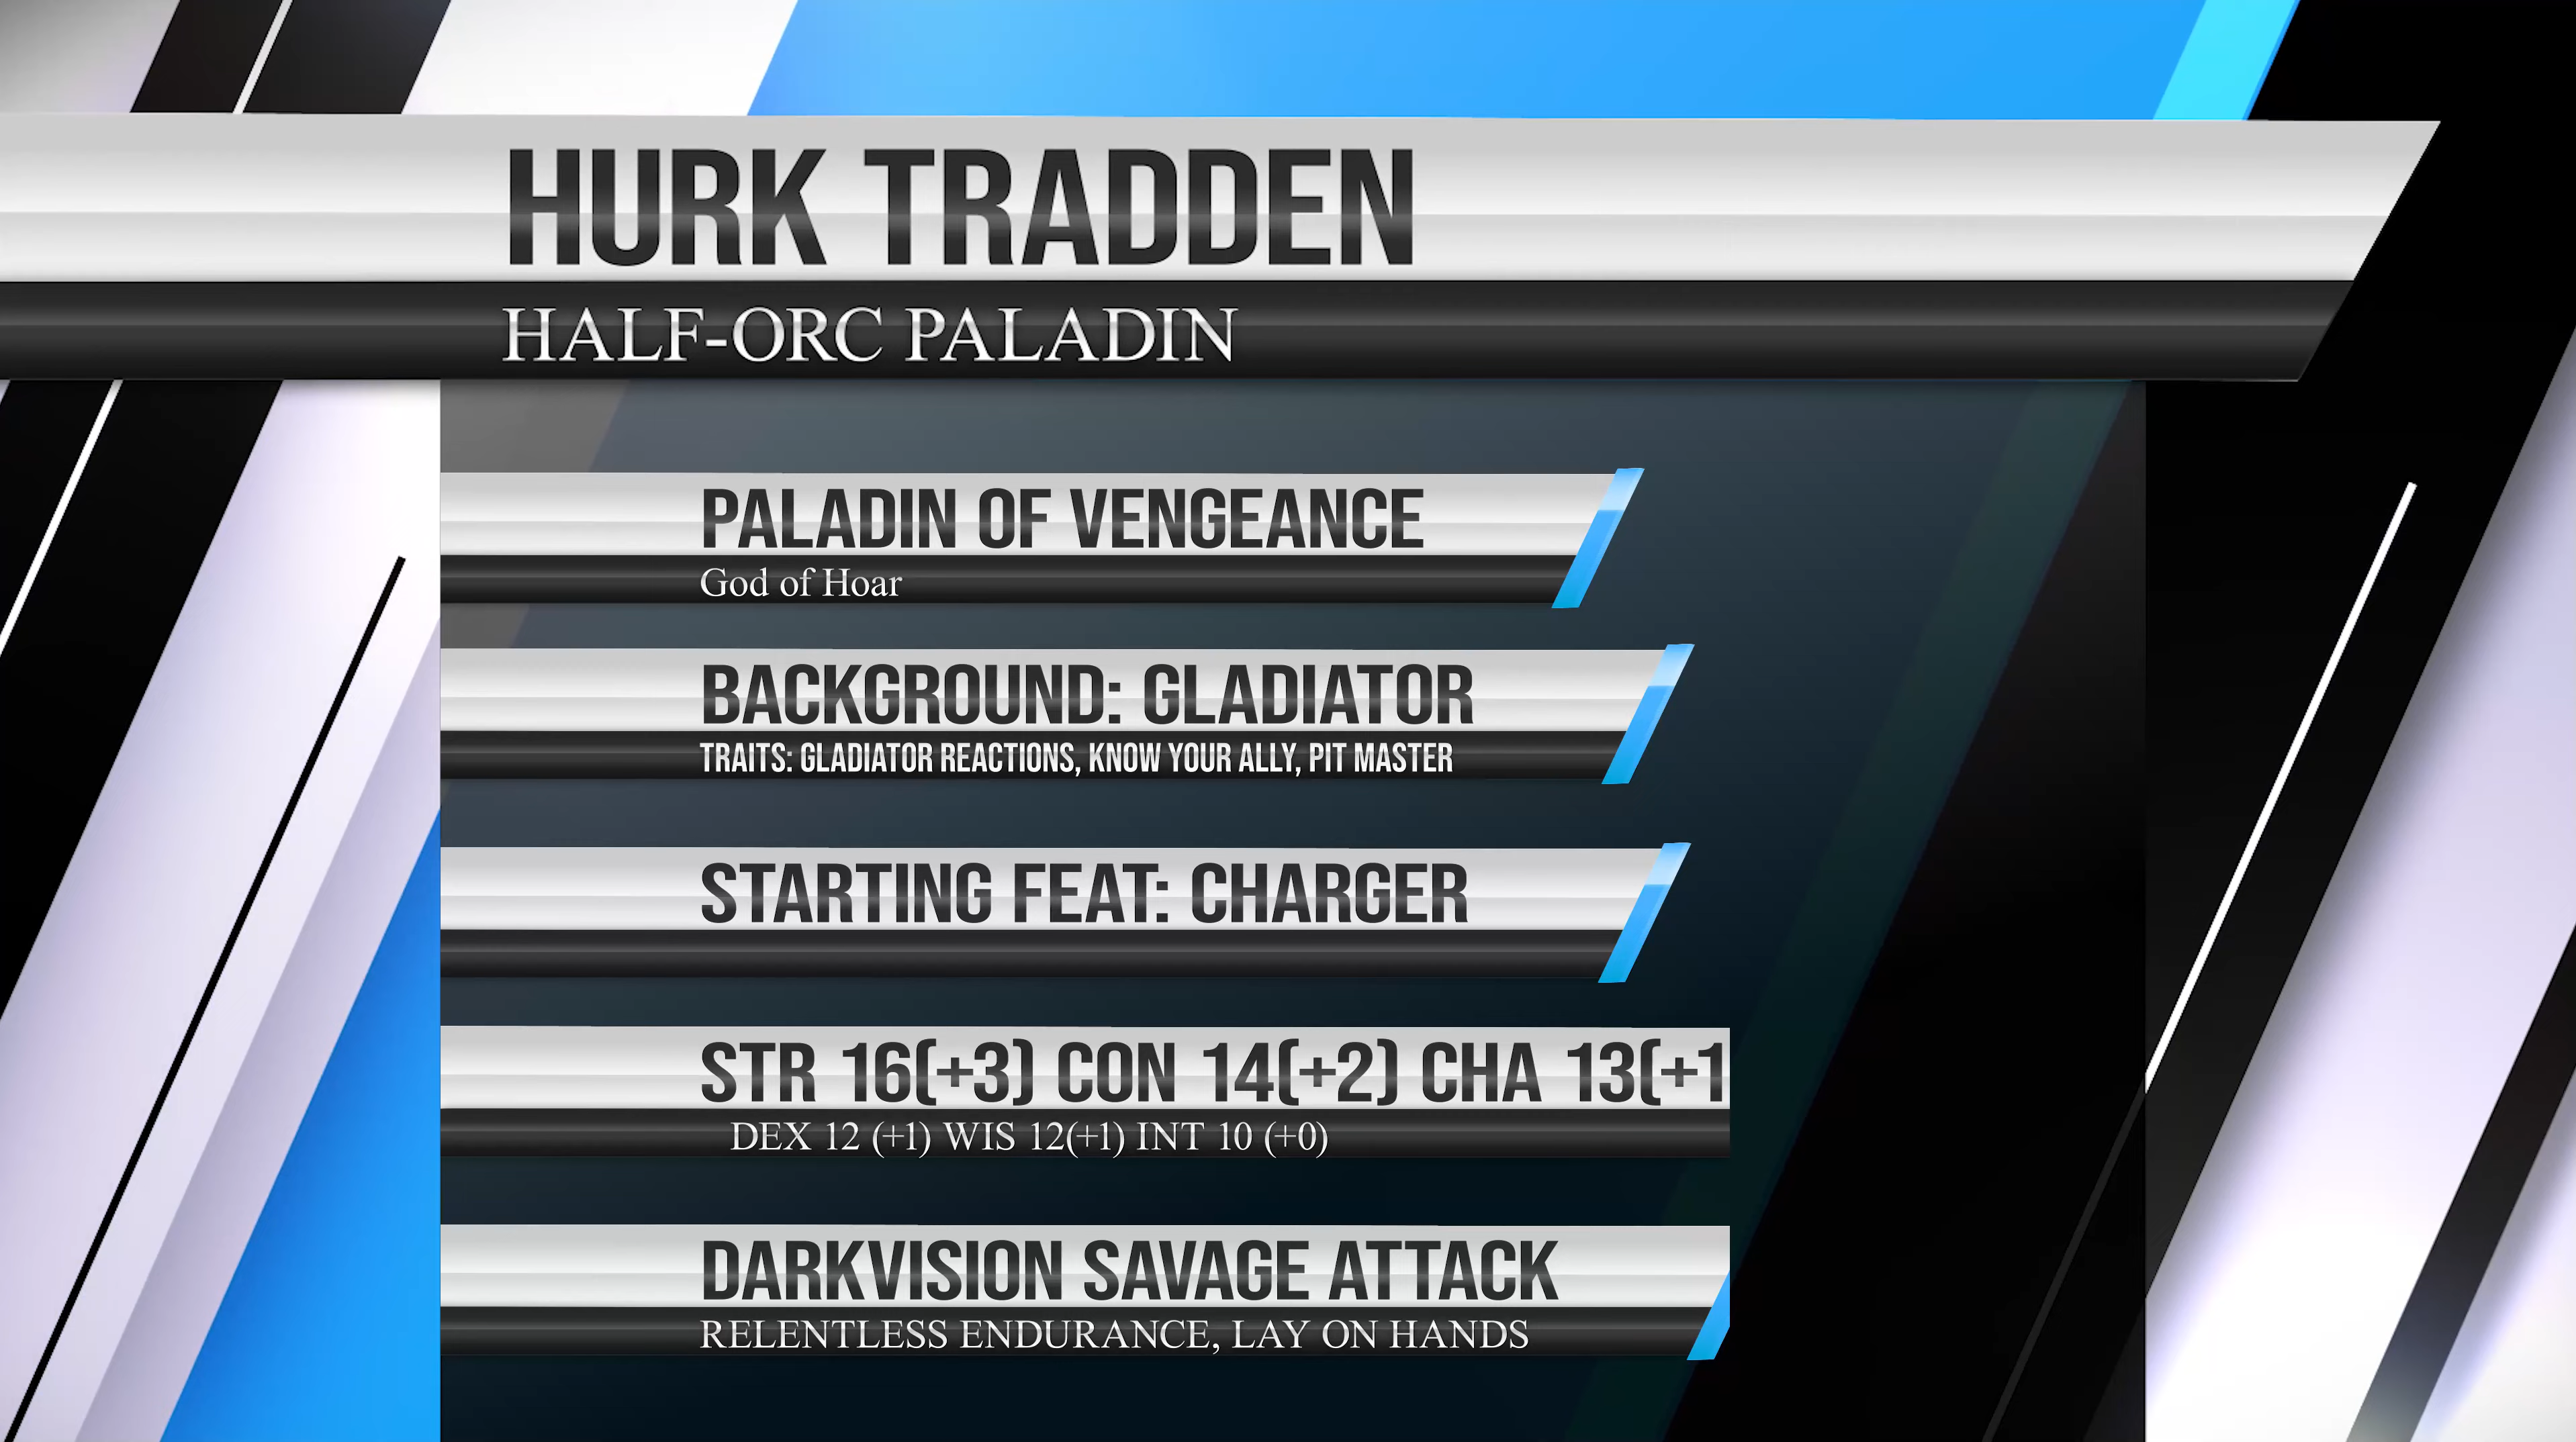 HURK TRADDEN
HALF-ORC PALADIN
PALADIN OF VENGEANCE
God of Hoar
BACKGROUND: GLADIATOR
TRAITS: GLADIATOR REACTIONS, KNOW YOUR ALLY, PIT MASTER
STARTING FEAT: CHARGER
STR 16(+3) CON 14(+2) CHA 13(+1
DEX 12 (+1) WIS 12(+1) INT 10 (+0)
DARKVISION SAVAGE ATTACK
RELENTLESS ENDURANCE, LAY ON HANDS